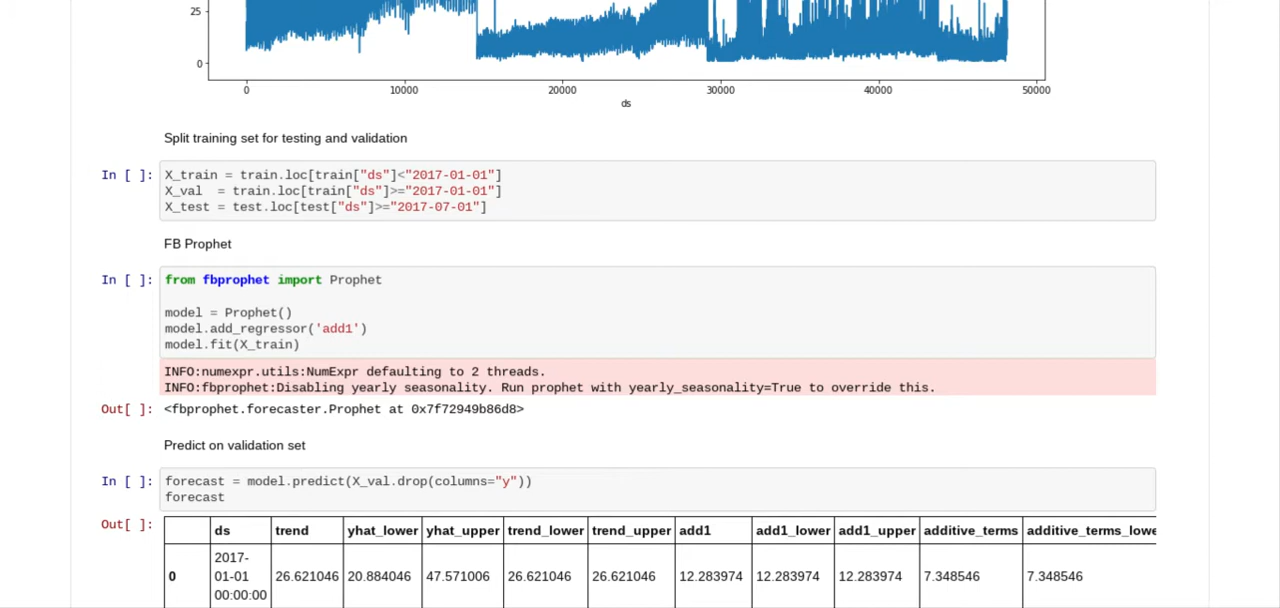 25
0
0 10000 20000 30000 40000 50000
ds
Split training set for testing and validation
In [ ]: X_train = train.loc[train["ds"]<"2017-01-01"]
X_val  = train.loc[train["ds"]>="2017-01-01"]
X_test = test.loc[test["ds"]>="2017-07-01"]
FB Prophet
In [ ]: from fbprophet import Prophet
model = Prophet()
model.add_regressor('add1')
model.fit(X_train)
INFO:numexpr.utils:NumExpr defaulting to 2 threads.
INFO:fbprophet:Disabling yearly seasonality. Run prophet with yearly_seasonality=True to override this.
Out[ ]: <fbprophet.forecaster.Prophet at 0x7f72949b86d8>
Predict on validation set
In [ ]: forecast = model.predict(X_val.drop(columns="y"))
forecast
Out[ ]: ds trend yhat_lower yhat_upper trend_lower trend_upper add1 add1_lower add1_upper additive_terms additive_terms_lowe
0 2017-01-01 00:00:00 26.621046 20.884046 47.571006 26.621046 26.621046 12.283974 12.283974 12.283974 7.348546 7.348546